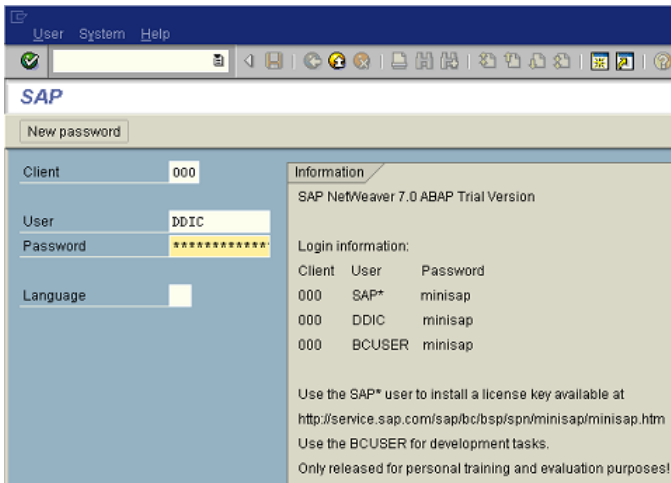 User System Help
SAP
New password
Client 000
User DDIC
Password ************
Language
Information
SAP NetWeaver 7.0 ABAP Trial Version
Login information:
Client User Password
000 SAP* minisap
000 DDIC minisap
000 BCUSER minisap
Use the SAP* user to install a license key available at
http://service.sap.com/sap/bc/bsp/spn/minisap/minisap.htm
Use the BCUSER for development tasks.
Only released for personal training and evaluation purposes!